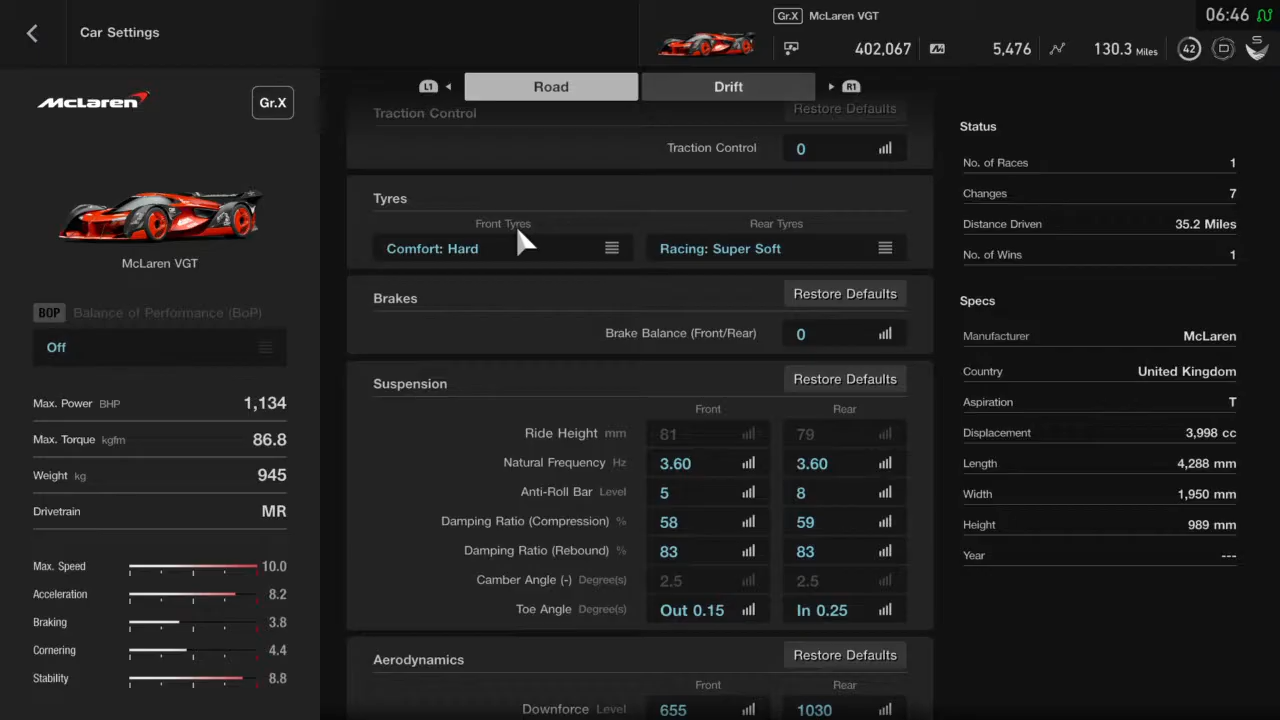 Car Settings
Gr.X McLaren VGT
402,067 5,476 130.3 Miles 42 D S
06:46
L1 Road Drift R1
McLaren
Gr.X
McLaren VGT
BOP Balance of Performance (BoP)
Off
Max. Power BHP 1,134
Max. Torque kgfm 86.8
Weight kg 945
Drivetrain MR
Max. Speed 10.0
Acceleration 8.2
Braking 3.8
Cornering 4.4
Stability 8.8
Traction Control Restore Defaults
Traction Control 0
Tyres
Front Tyres Rear Tyres
Comfort: Hard Racing: Super Soft
Brakes Restore Defaults
Brake Balance (Front/Rear) 0
Suspension Restore Defaults
Front Rear
Ride Height mm 81 79
Natural Frequency Hz 3.60 3.60
Anti-Roll Bar Level 5 8
Damping Ratio (Compression) % 58 59
Damping Ratio (Rebound) % 83 83
Camber Angle (-) Degree(s) 2.5 2.5
Toe Angle Degree(s) Out 0.15 In 0.25
Aerodynamics Restore Defaults
Front Rear
Downforce Level 655 1030
Status
No. of Races 1
Changes 7
Distance Driven 35.2 Miles
No. of Wins 1
Specs
Manufacturer McLaren
Country United Kingdom
Aspiration T
Displacement 3,998 cc
Length 4,288 mm
Width 1,950 mm
Height 989 mm
Year ---